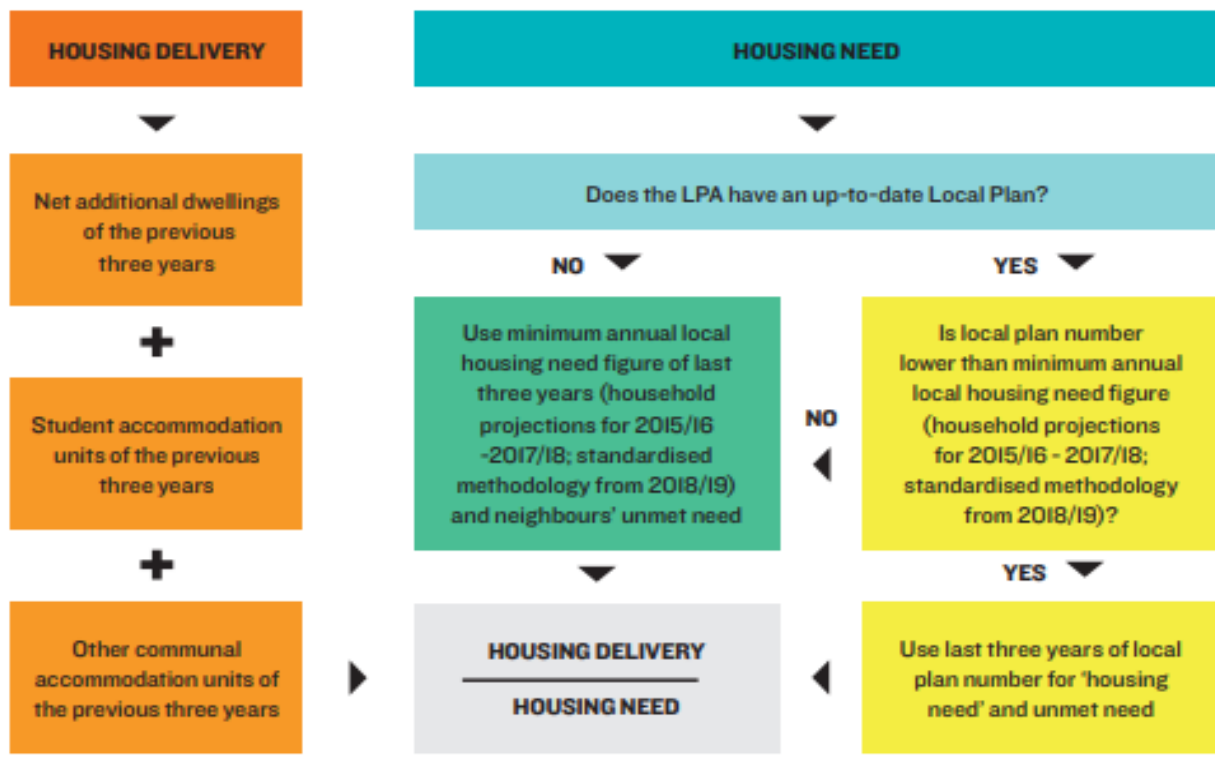 HOUSING DELIVERY
Net additional dwellings
of the previous
three years
Student accommodation
units of the previous
three years
Other communal
accommodation units of
the previous three years
HOUSING NEED
Does the LPA have an up-to-date Local Plan?
NO
YES
Use minimum annual local
housing need figure of last
three years (household
projections for 2015/16
-2017/18; standardised
methodology from 2018/19)
and neighbours’ unmet need
NO
Is local plan number
lower than minimum annual
local housing need figure
(household projections
for 2015/16 - 2017/18;
standardised methodology
from 2018/19)?
YES
HOUSING DELIVERY
HOUSING NEED
Use last three years of local
plan number for ‘housing
need’ and unmet need